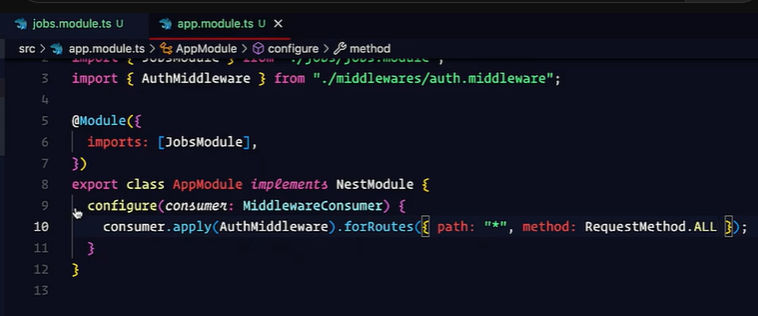 jobs.module.ts U app.module.ts U ×
src > app.module.ts > AppModule > configure > method
2 import { JobsModule } from "./jobs/jobs.module";
3 import { AuthMiddleware } from "./middlewares/auth.middleware";
4
5 @Module({
6 imports: [JobsModule],
7 })
8 export class AppModule implements NestModule {
9 configure(consumer: MiddlewareConsumer) {
10 consumer.apply(AuthMiddleware).forRoutes({ path: "*", method: RequestMethod.ALL });
11 }
12 }
13